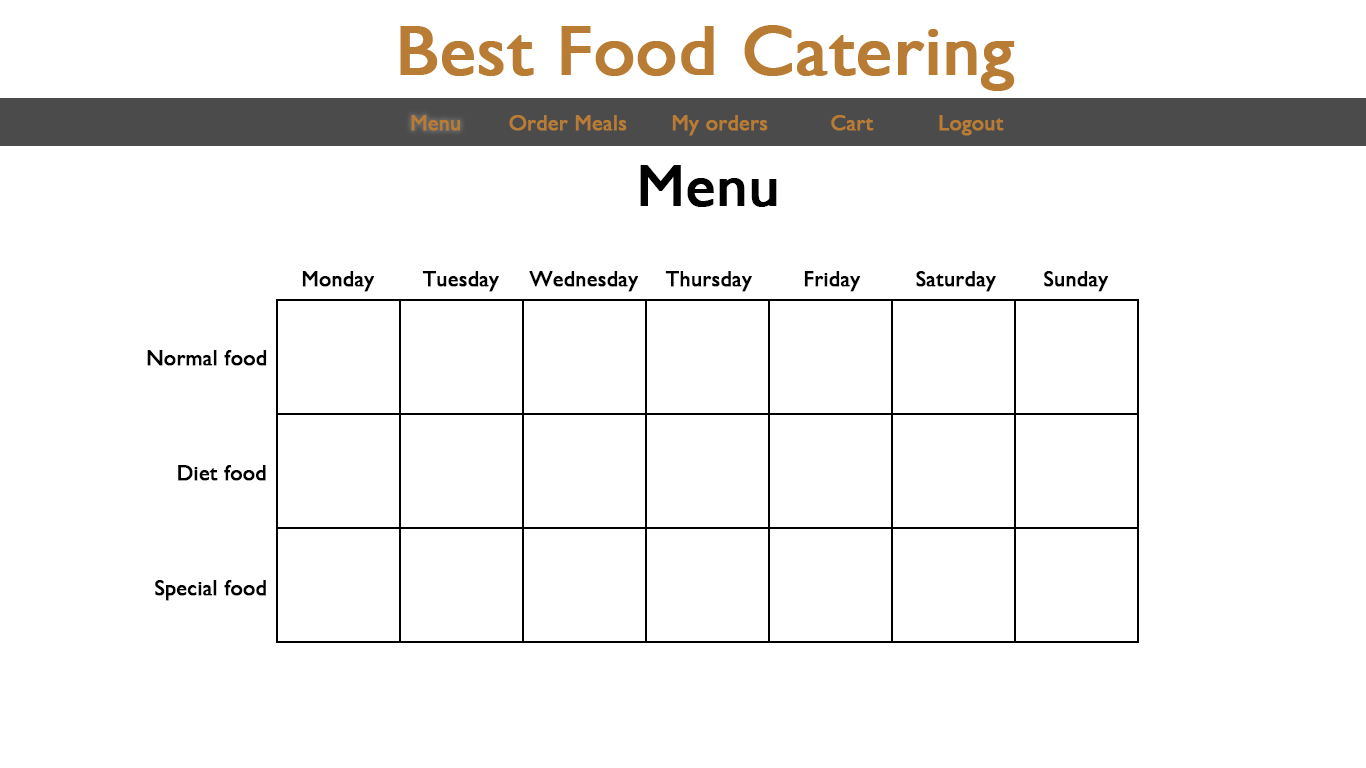 Best Food Catering
Menu Order Meals My orders Cart Logout
Menu
Monday Tuesday Wednesday Thursday Friday Saturday Sunday
Normal food
Diet food
Special food